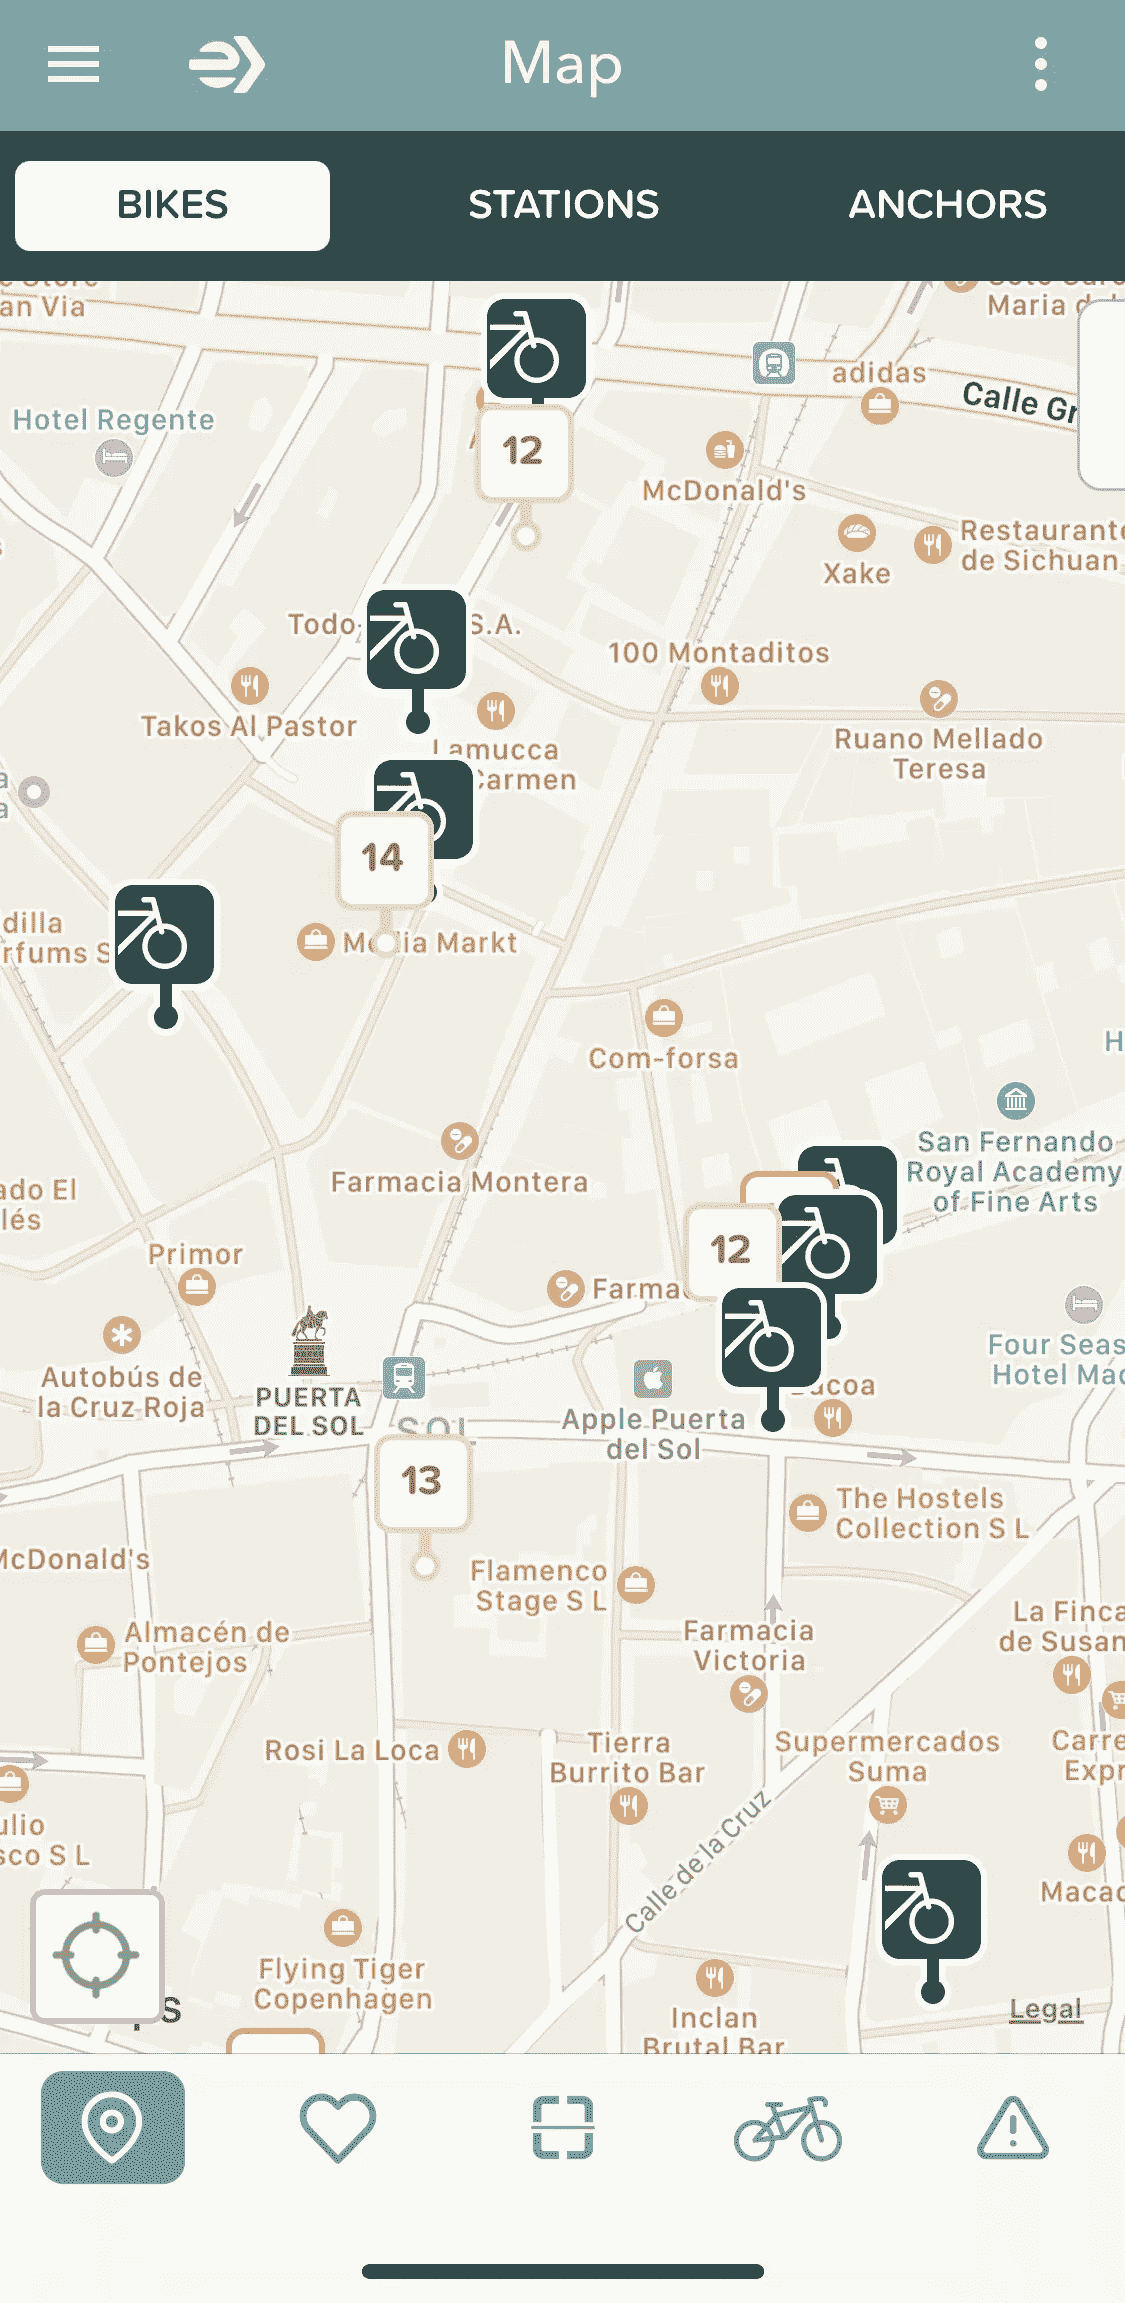 Map
BIKES
STATIONS
ANCHORS
an Via
Maria d
adidas
Calle Gr
Hotel Regente
12
McDonald's
Restaurante
de Sichuan
Xake
Todo
S.A.
100 Montaditos
Takos Al Pastor
Ruano Mellado
Teresa
Lamucca
Carmen
14
dilla
rfums S
Media Markt
Com-forsa
H
San Fernando
Royal Academy
of Fine Arts
Farmacia Montera
ado El
lés
12
Primor
Farma
Autobús de
la Cruz Roja
PUERTA
DEL SOL
SOL
Apple Puerta
del Sol
acoa
Four Seas
Hotel Mad
13
The Hostels
Collection S L
McDonald's
Flamenco
Stage S L
Almacén de
Pontejos
Farmacia
Victoria
La Finca
de Susan
Rosi La Loca
Tierra
Burrito Bar
Supermercados
Suma
Carre
Expr
ulio
sco S L
Calle de la Cruz
Macao
Flying Tiger
Copenhagen
Inclan
Brutal Bar
Legal